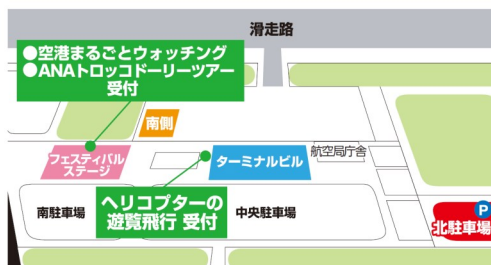 滑走路
●空港まるごとウォッチング
●ANAトロッコドーリーツアー
受付
南側
フェスティバル
ステージ
ターミナルビル
航空局庁舎
ヘリコプターの
遊覧飛行 受付
南駐車場
中央駐車場
P
北駐車場